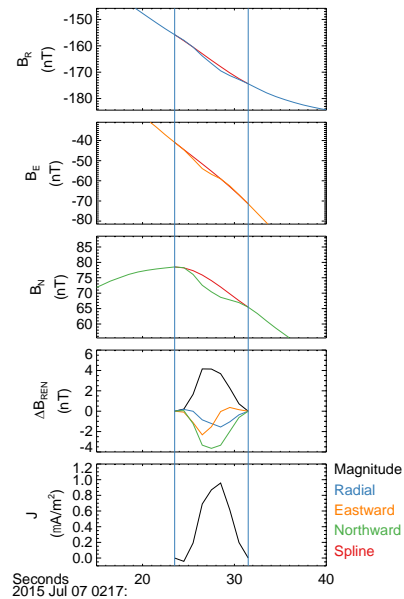 -150
-160
-170
-180
B_R
(nT)
-40
-50
-60
-70
-80
B_E
(nT)
85
80
75
70
65
60
B_N
(nT)
6
4
2
0
-2
-4
ΔB_REN
(nT)
1.2
1.0
0.8
0.6
0.4
0.2
0.0
J
(mA/m²)
Magnitude
Radial
Eastward
Northward
Spline
20 30 40
Seconds
2015 Jul 07 0217: